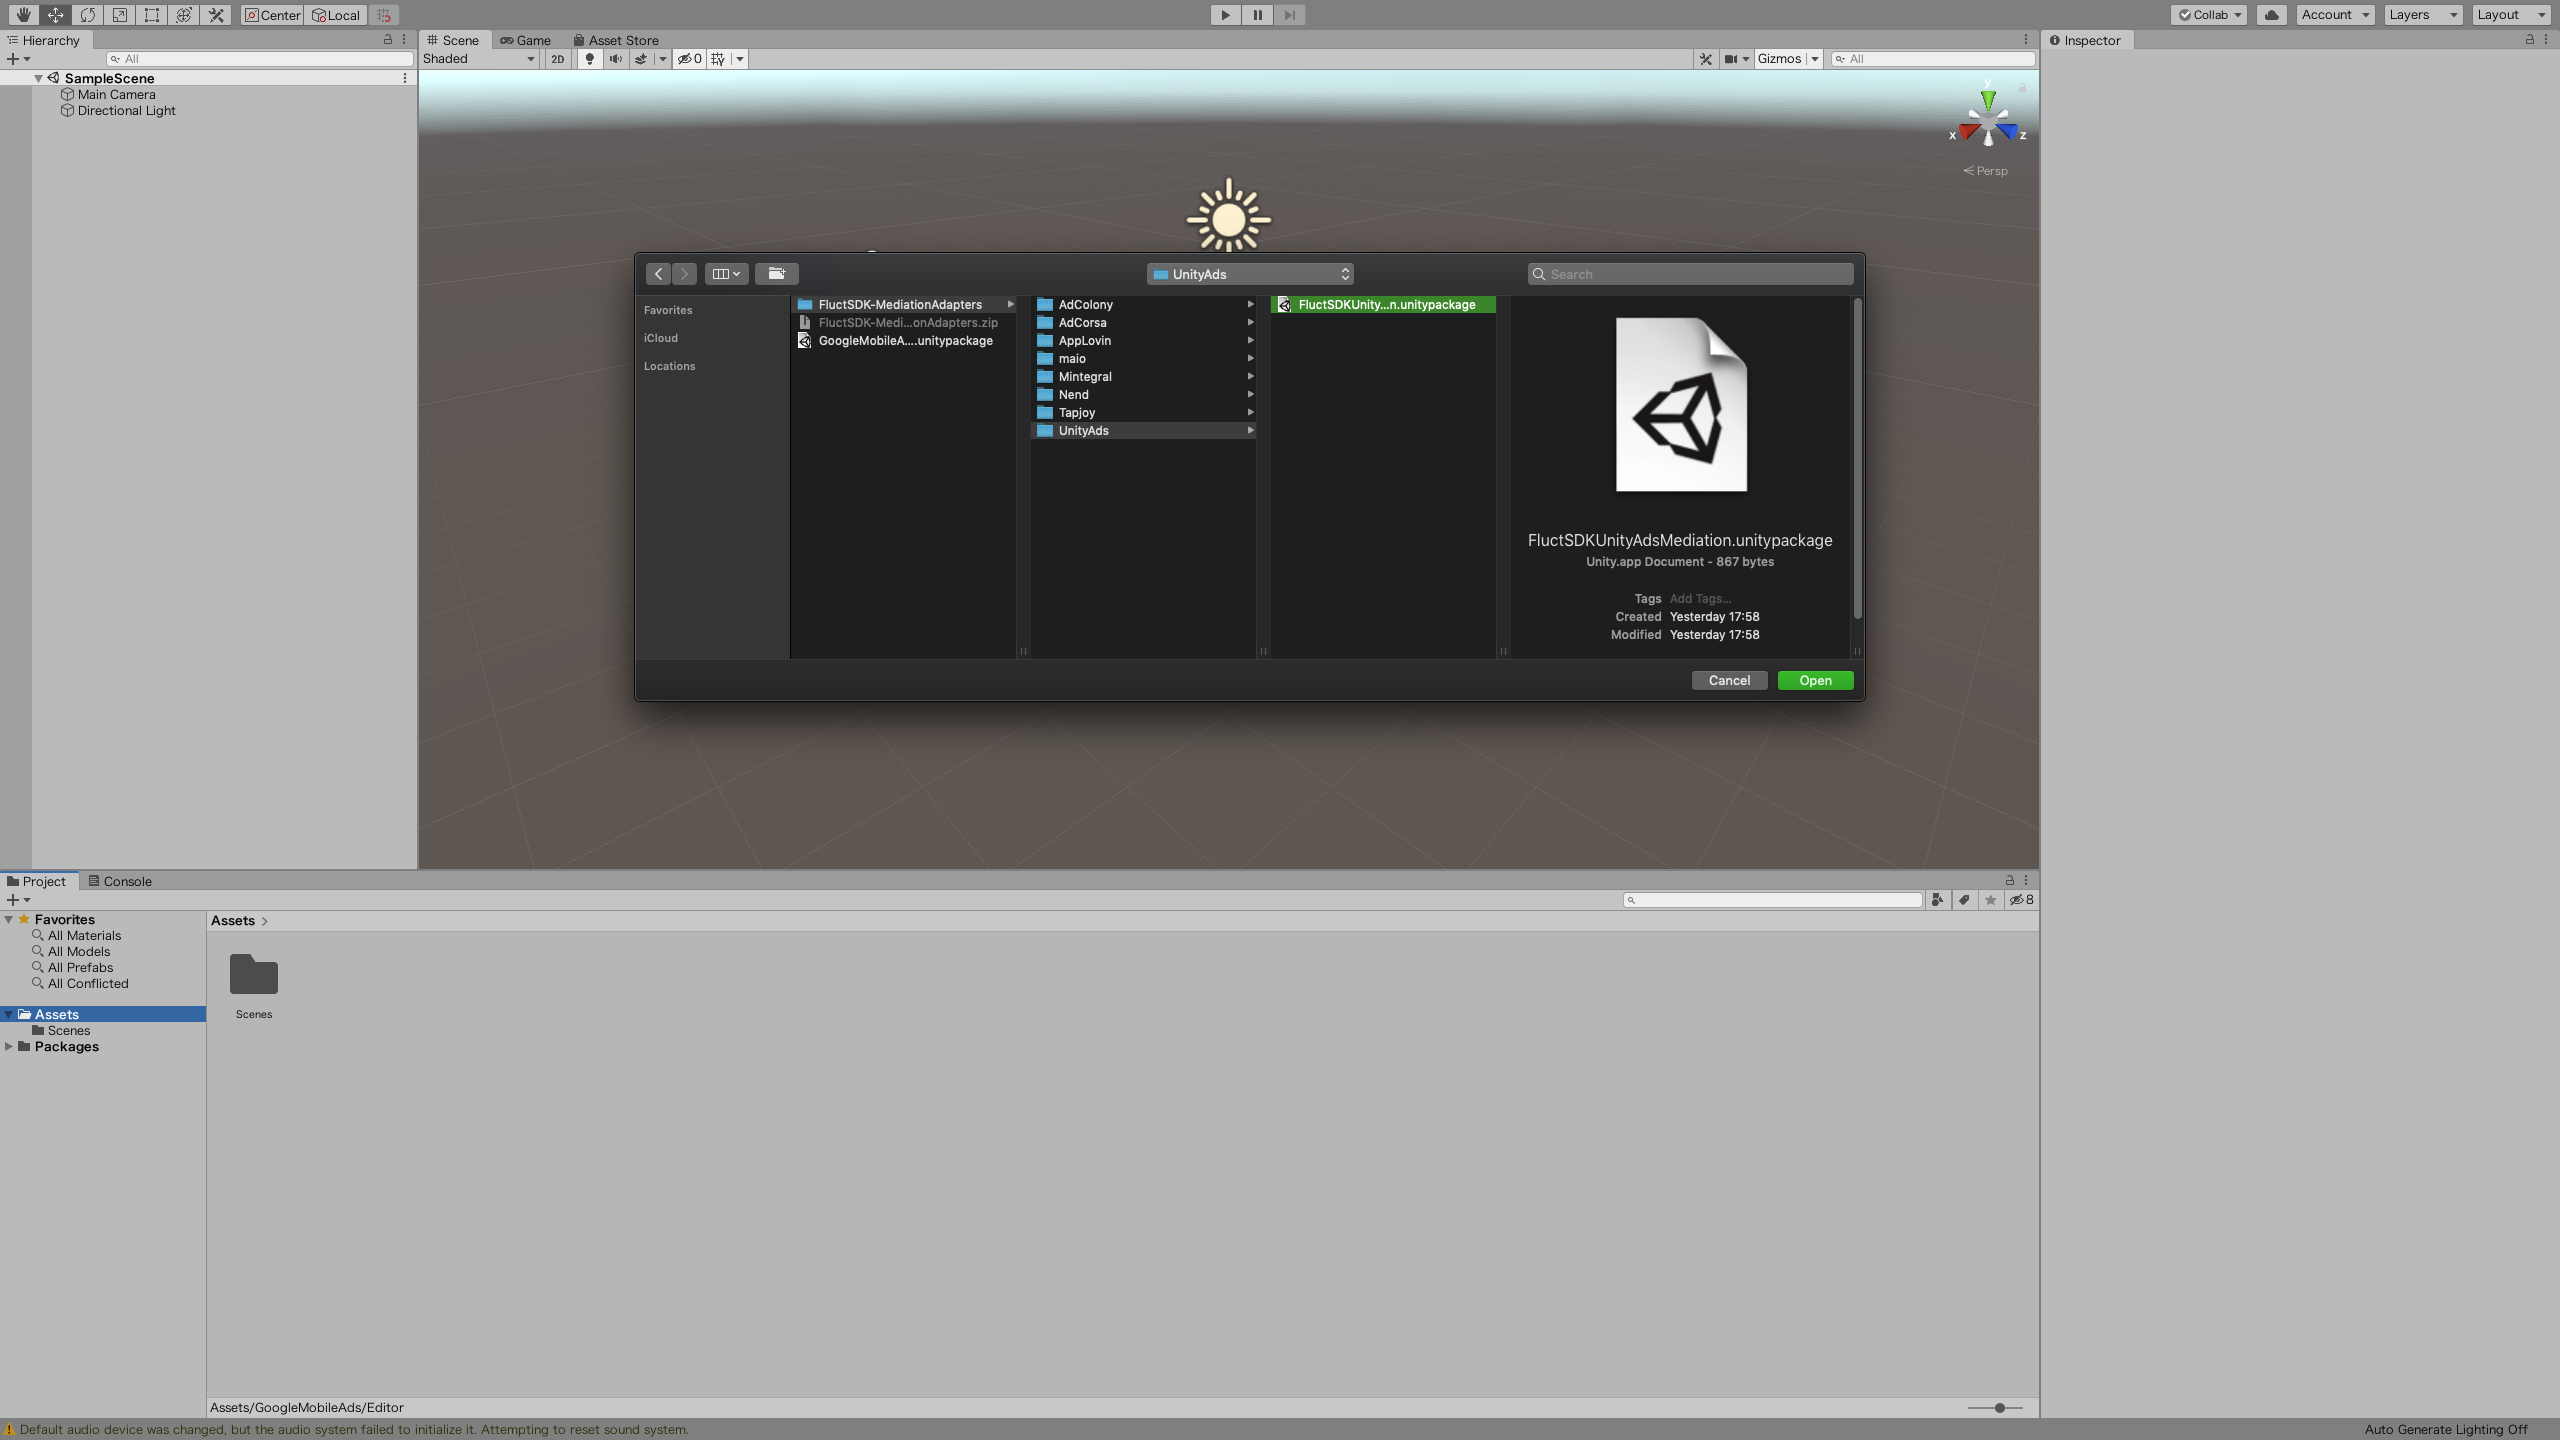 Center
Local
Collab
Account
Layers
Layout
Hierarchy
All
SampleScene
Main Camera
Directional Light
Scene
Game
Asset Store
Shaded
2D
0
Gizmos
All
y
x
z
Persp
Inspector
UnityAds
Search
Favorites
iCloud
Locations
FluctSDK-MediationAdapters
FluctSDK-Medi...onAdapters.zip
GoogleMobileA....unitypackage
AdColony
AdCorsa
AppLovin
maio
Mintegral
Nend
Tapjoy
UnityAds
FluctSDKUnity...n.unitypackage
FluctSDKUnityAdsMediation.unitypackage
Unity.app Document - 867 bytes
Tags Add Tags...
Created Yesterday 17:58
Modified Yesterday 17:58
Cancel
Open
Project
Console
8
Favorites
All Materials
All Models
All Prefabs
All Conflicted
Assets
Scenes
Packages
Assets
Scenes
Assets/GoogleMobileAds/Editor
Default audio device was changed, but the audio system failed to initialize it. Attempting to reset sound system.
Auto Generate Lighting Off